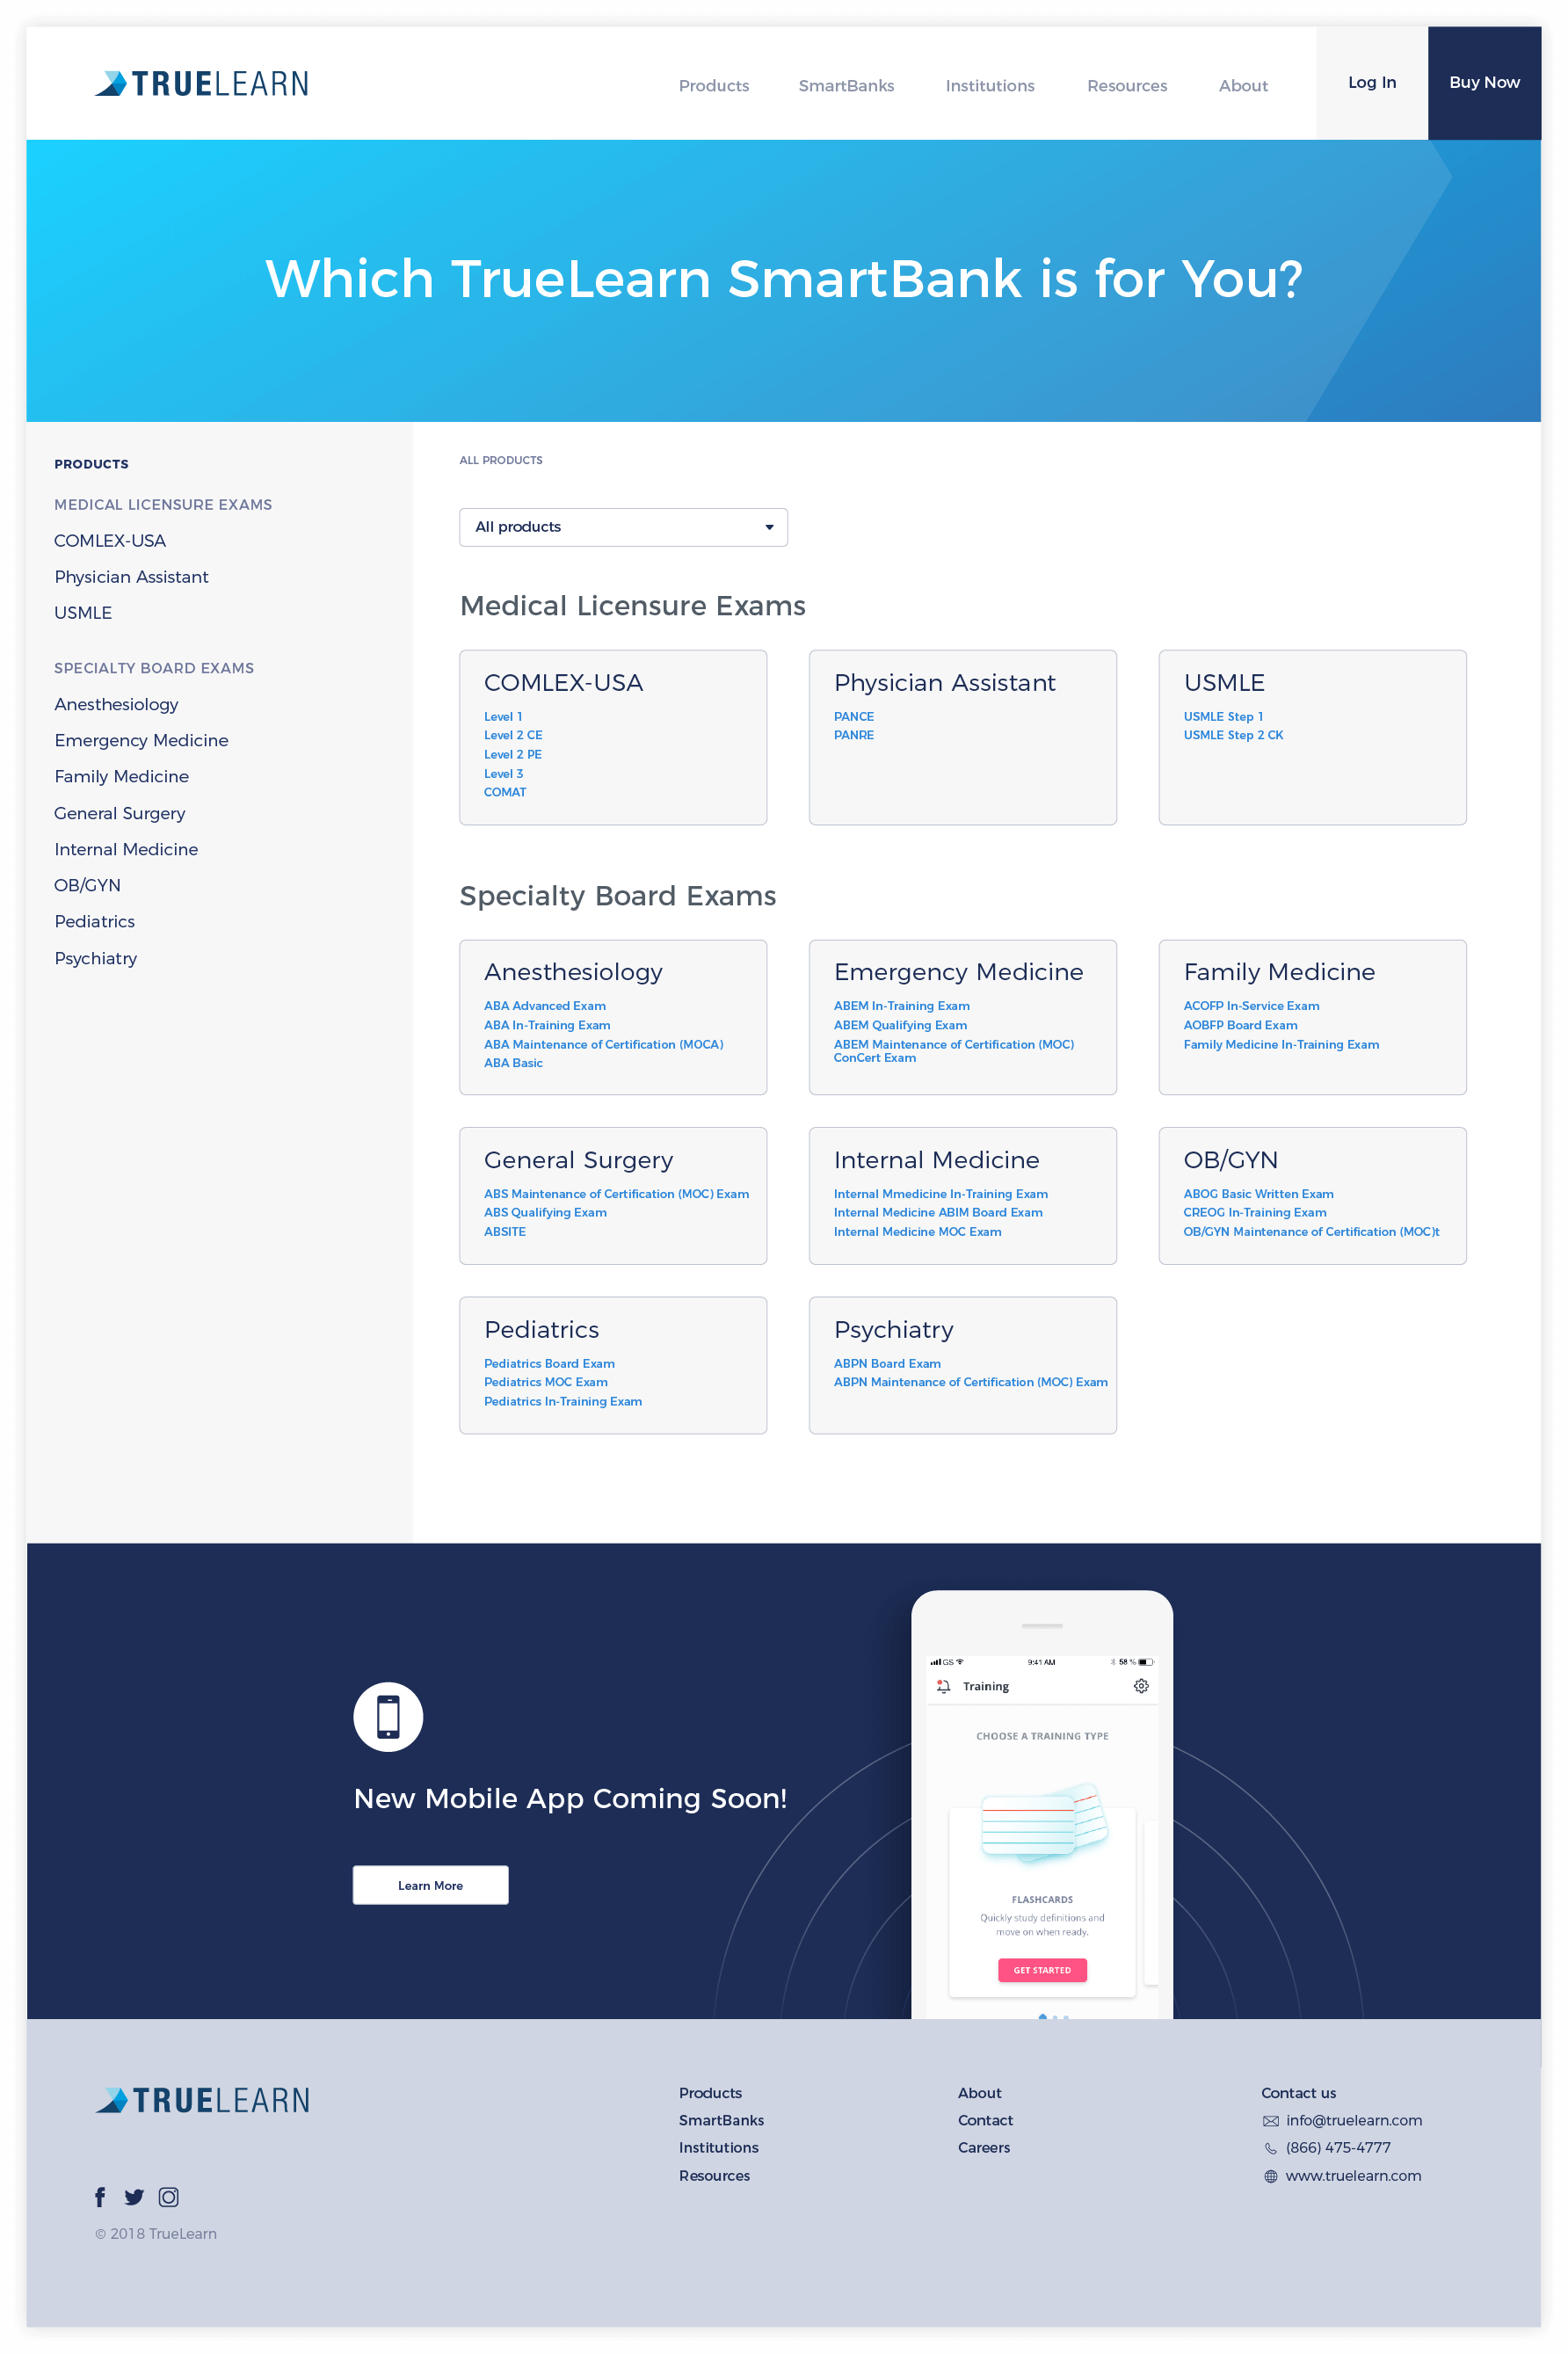 TRUELEARN
Products SmartBanks Institutions Resources About Log In Buy Now
Which TrueLearn SmartBank is for You?
PRODUCTS
MEDICAL LICENSURE EXAMS
COMLEX-USA
Physician Assistant
USMLE
SPECIALTY BOARD EXAMS
Anesthesiology
Emergency Medicine
Family Medicine
General Surgery
Internal Medicine
OB/GYN
Pediatrics
Psychiatry
ALL PRODUCTS
All products
Medical Licensure Exams
COMLEX-USA
Level 1
Level 2 CE
Level 2 PE
Level 3
COMAT
Physician Assistant
PANCE
PANRE
USMLE
USMLE Step 1
USMLE Step 2 CK
Specialty Board Exams
Anesthesiology
ABA Advanced Exam
ABA In-Training Exam
ABA Maintenance of Certification (MOCA)
ABA Basic
Emergency Medicine
ABEM In-Training Exam
ABEM Qualifying Exam
ABEM Maintenance of Certification (MOC)
ConCert Exam
Family Medicine
ACOFP In-Service Exam
AOBFP Board Exam
Family Medicine In-Training Exam
General Surgery
ABS Maintenance of Certification (MOC) Exam
ABS Qualifying Exam
ABSITE
Internal Medicine
Internal Mmedicine In-Training Exam
Internal Medicine ABIM Board Exam
Internal Medicine MOC Exam
OB/GYN
ABOG Basic Written Exam
CREOG In-Training Exam
OB/GYN Maintenance of Certification (MOC)t
Pediatrics
Pediatrics Board Exam
Pediatrics MOC Exam
Pediatrics In-Training Exam
Psychiatry
ABPN Board Exam
ABPN Maintenance of Certification (MOC) Exam
New Mobile App Coming Soon!
Learn More
GS 9:41 AM 58 %
Training
CHOOSE A TRAINING TYPE
FLASHCARDS
Quickly study definitions and
move on when ready.
GET STARTED
TRUELEARN
© 2018 TrueLearn
Products
SmartBanks
Institutions
Resources
About
Contact
Careers
Contact us
info@truelearn.com
(866) 475-4777
www.truelearn.com